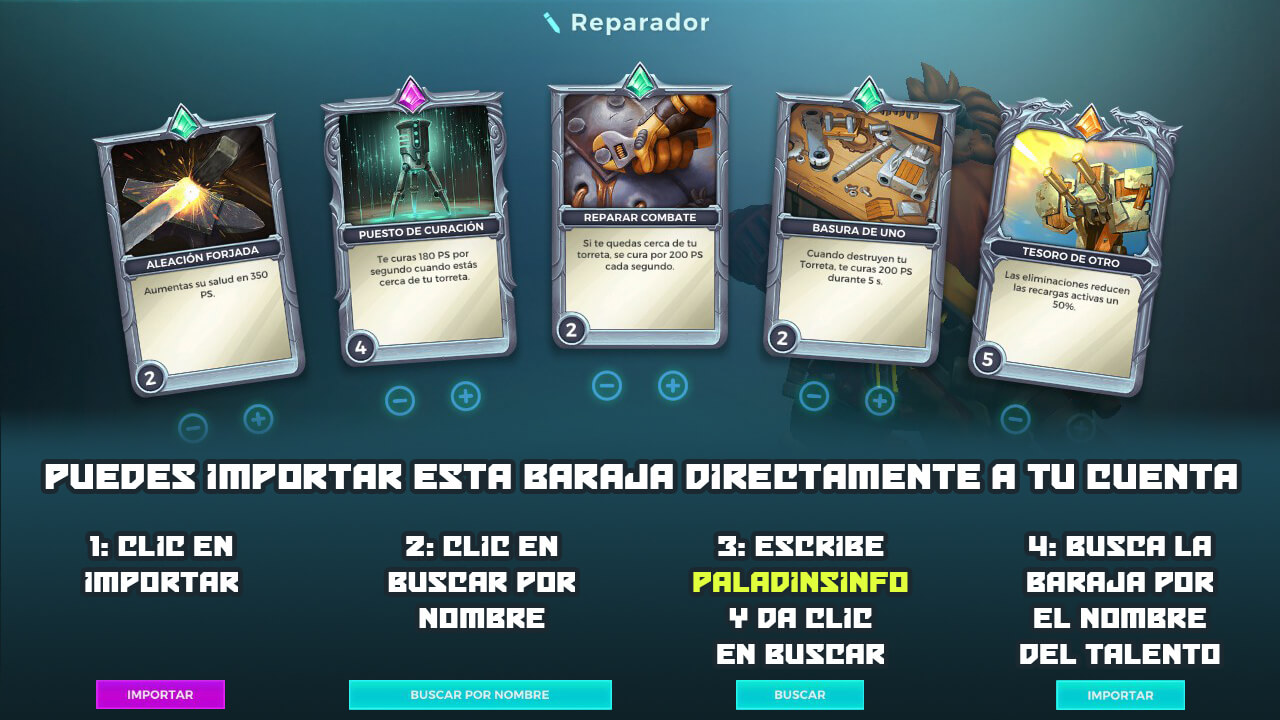 Reparador
ALEACIÓN FORJADA
Aumentas su salud en 350
PS.
2
PUESTO DE CURACIÓN
Te curas 180 PS por
segundo cuando estás
cerca de tu torreta.
4
REPARAR COMBATE
Si te quedas cerca de tu
torreta, se cura por 200 PS
cada segundo.
2
BASURA DE UNO
Cuando destruyen tu
Torreta, te curas 200 PS
durante 5 s.
2
TESORO DE OTRO
Las eliminaciones reducen
las recargas activas un
50%.
5
PUEDES IMPORTAR ESTA BARAJA DIRECTAMENTE A TU CUENTA
1: CLIC EN
IMPORTAR
IMPORTAR
2: CLIC EN
BUSCAR POR
NOMBRE
BUSCAR POR NOMBRE
3: ESCRIBE
PALADINSINFO
Y DA CLIC
EN BUSCAR
BUSCAR
4: BUSCA LA
BARAJA POR
EL NOMBRE
DEL TALENTO
IMPORTAR